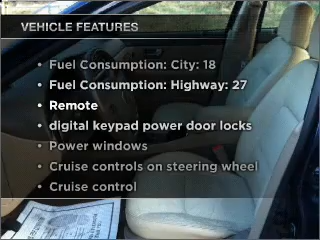 VEHICLE FEATURES
• Fuel Consumption: City: 18
• Fuel Consumption: Highway: 27
• Remote
• digital keypad power door locks
• Power windows
• Cruise controls on steering wheel
• Cruise control